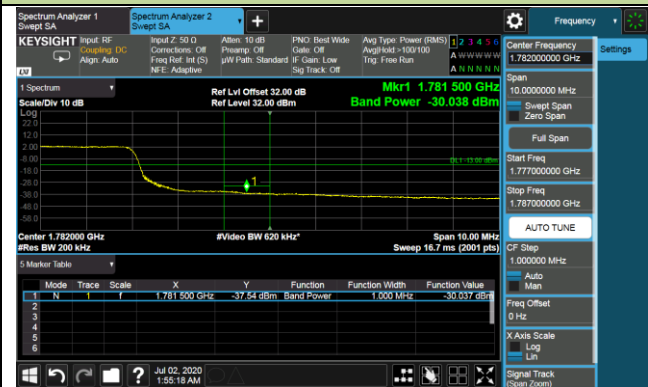 Spectrum Analyzer 1
Swept SA
Spectrum Analyzer 2
Swept SA
Frequency
KEYSIGHT
Input: RF
Coupling: DC
Align: Auto
Input Z: 50 Ω
Corrections: Off
Freq Ref: Int (S)
NFE: Adaptive
Atten: 10 dB
Preamp: Off
µW Path: Standard
PNO: Best Wide
Gate: Off
IF Gain: Low
Sig Track: Off
Avg Type: Power (RMS)
Avg|Hold:>100/100
Trig: Free Run
1 2 3 4 5 6
A W W W W W
A N N N N N
LXI
1 Spectrum
Scale/Div 10 dB
Log
Ref Lvl Offset 32.00 dB
Ref Level 32.00 dBm
Mkr1 1.781 500 GHz
Band Power -30.038 dBm
22.0
12.0
2.00
-8.00
-18.0
-28.0
-38.0
-48.0
-58.0
DL1 -13.00 dBm
1
Center 1.782000 GHz
#Res BW 200 kHz
#Video BW 620 kHz*
Span 10.00 MHz
Sweep 16.7 ms (2001 pts)
5 Marker Table
Mode Trace Scale X Y Function Function Width Function Value
1 N 1 f 1.781 500 GHz -37.54 dBm Band Power 1.000 MHz -30.037 dBm
2
3
4
5
6
Jul 02, 2020
1:55:18 AM
Center Frequency
1.782000000 GHz
Settings
Span
10.0000000 MHz
Swept Span
Zero Span
Full Span
Start Freq
1.777000000 GHz
Stop Freq
1.787000000 GHz
AUTO TUNE
CF Step
1.000000 MHz
Auto
Man
Freq Offset
0 Hz
X Axis Scale
Log
Lin
Signal Track
(Span Zoom)